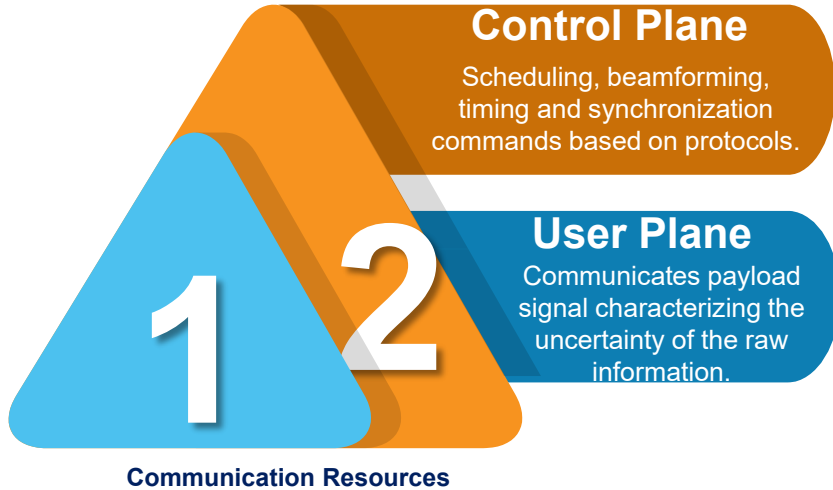 Control Plane
Scheduling, beamforming,
timing and synchronization
commands based on protocols.
User Plane
Communicates payload
signal characterizing the
uncertainty of the raw
information.
1
2
Communication Resources